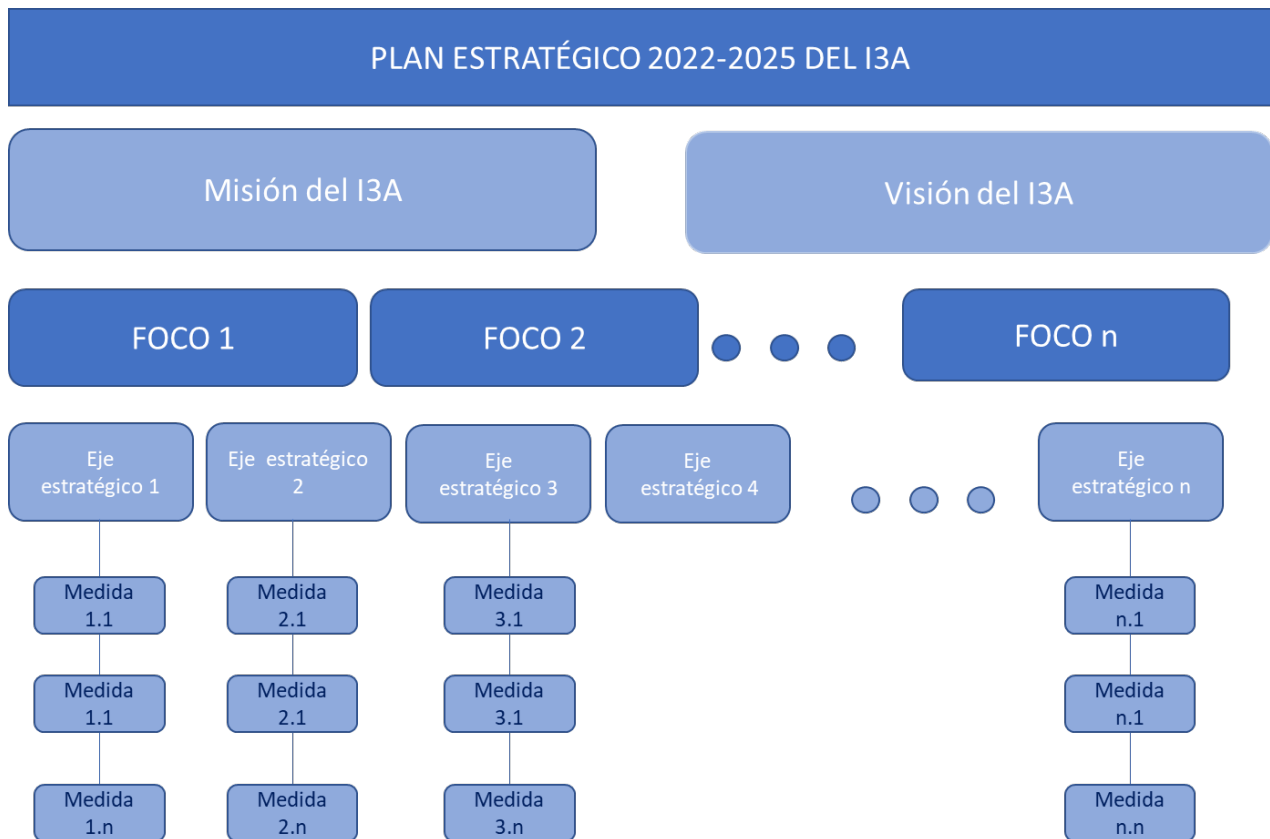 PLAN ESTRATÉGICO 2022-2025 DEL I3A
Misión del I3A
Visión del I3A
FOCO 1
FOCO 2
FOCO n
Eje
estratégico 1
Eje estratégico
2
Eje
estratégico 3
Eje
estratégico 4
Eje
estratégico n
Medida
1.1
Medida
2.1
Medida
3.1
Medida
n.1
Medida
1.1
Medida
2.1
Medida
3.1
Medida
n.1
Medida
1.n
Medida
2.n
Medida
3.n
Medida
n.n